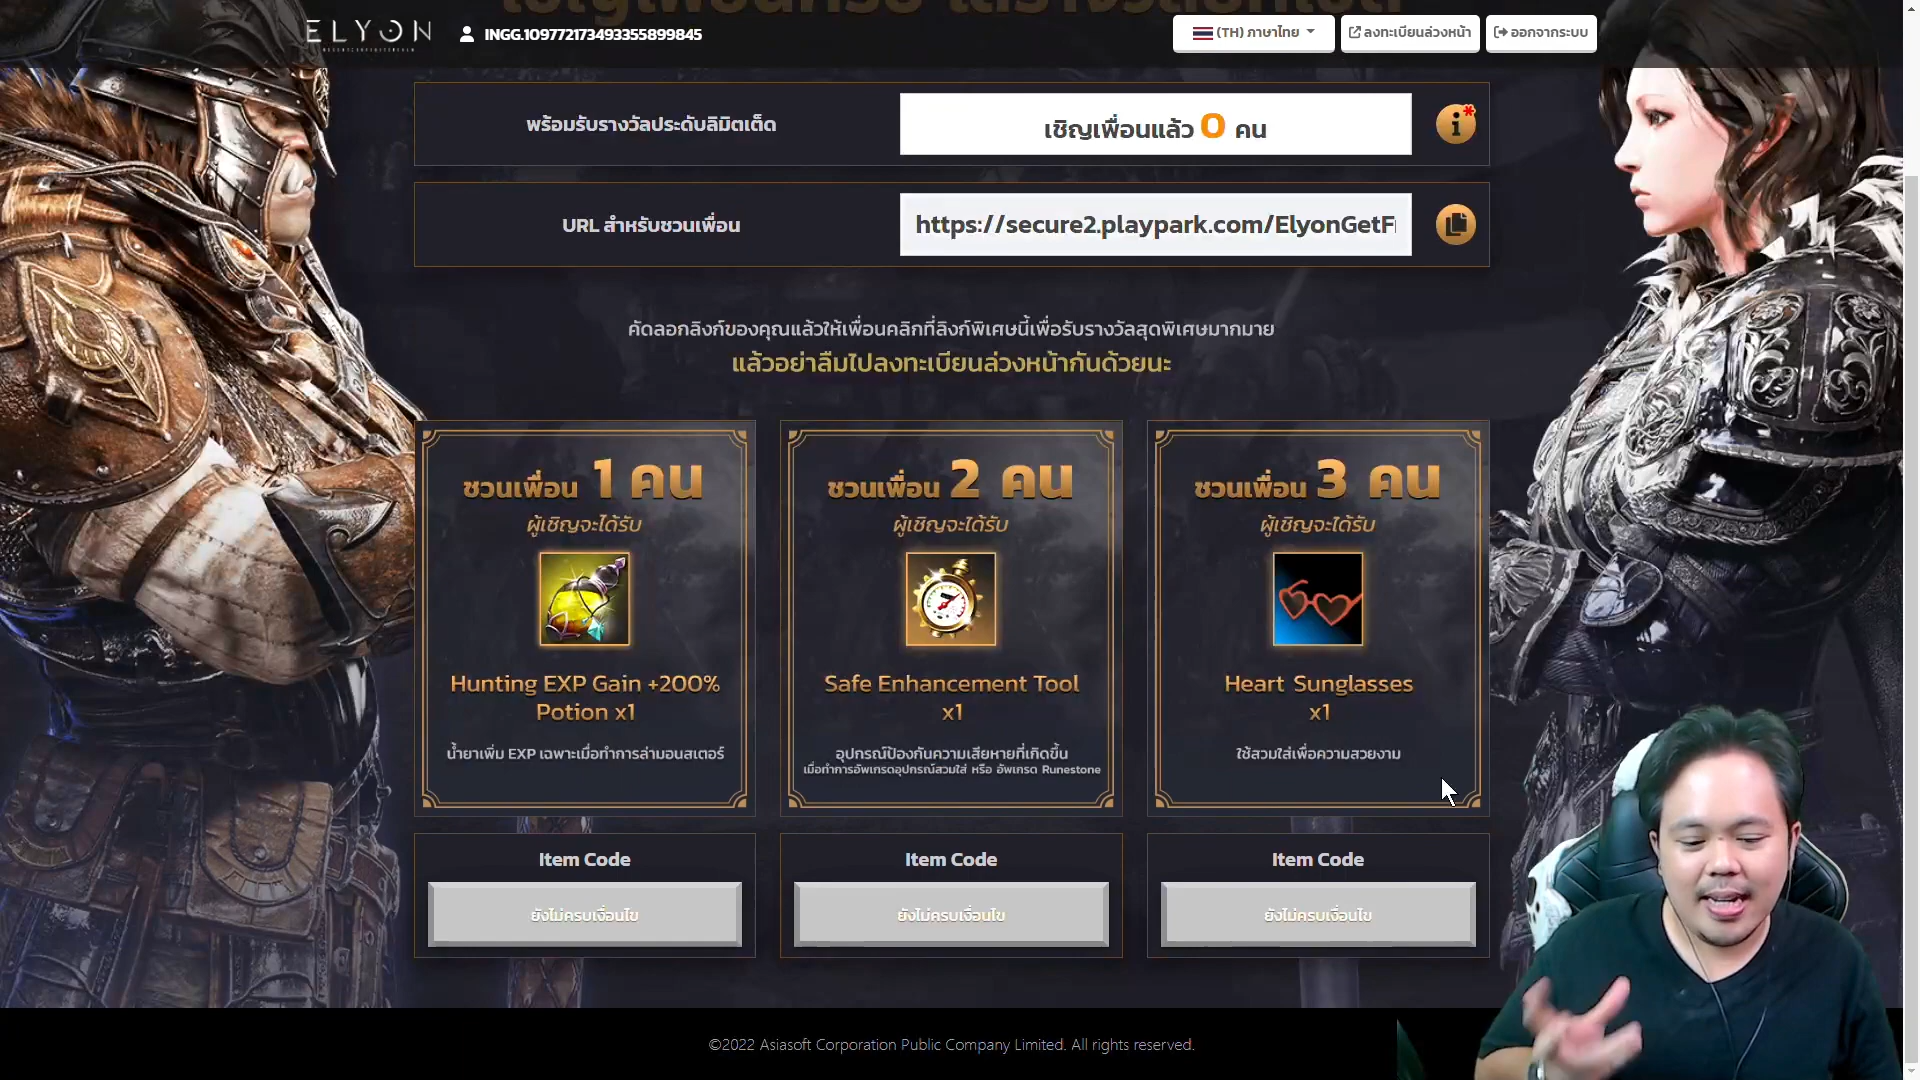 ELYON
INGG.109772173493355899845
(TH) ภาษาไทย
ลงทะเบียนล่วงหน้า
ออกจากระบบ
พร้อมรับรางวัลระดับลิมิตเต็ด
เชิญเพื่อนแล้ว 0 คน
URL สำหรับชวนเพื่อน
https://secure2.playpark.com/ElyonGetF
คัดลอกลิงก์ของคุณแล้วให้เพื่อนคลิกที่ลิงก์พิเศษนี้เพื่อรับรางวัลสุดพิเศษมากมาย
แล้วอย่าลืมไปลงทะเบียนล่วงหน้ากันด้วยนะ
ชวนเพื่อน 1 คน
ผู้เชิญจะได้รับ
Hunting EXP Gain +200%
Potion x1
น้ำยาเพิ่ม EXP เฉพาะเมื่อทำการล่ามอนสเตอร์
ชวนเพื่อน 2 คน
ผู้เชิญจะได้รับ
Safe Enhancement Tool
x1
อุปกรณ์ป้องกันความเสียหายที่เกิดขึ้น
เมื่อทำการอัพเกรดอุปกรณ์สวมใส่ หรือ อัพเกรด Runestone
ชวนเพื่อน 3 คน
ผู้เชิญจะได้รับ
Heart Sunglasses
x1
ใช้สวมใส่เพื่อความสวยงาม
Item Code
ยังไม่ครบเงื่อนไข
Item Code
ยังไม่ครบเงื่อนไข
Item Code
ยังไม่ครบเงื่อนไข
©2022 Asiasoft Corporation Public Company Limited. All rights reserved.